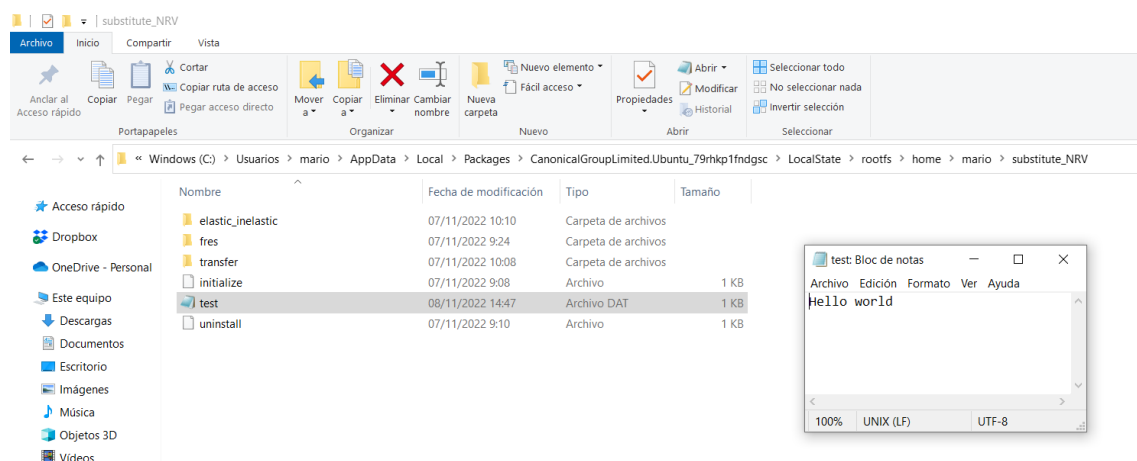 substitute_NRV
Archivo Inicio Compartir Vista
Anclar al
Acceso rápido
Copiar
Pegar
Cortar
Copiar ruta de acceso
Pegar acceso directo
Portapapeles
Mover
a
Copiar
a
Eliminar
Cambiar
nombre
Organizar
Nueva
carpeta
Nuevo elemento
Fácil acceso
Nuevo
Propiedades
Abrir
Modificar
Historial
Abrir
Seleccionar todo
No seleccionar nada
Invertir selección
Seleccionar
« Windows (C:) > Usuarios > mario > AppData > Local > Packages > CanonicalGroupLimited.Ubuntu_79rhkp1fndgsc > LocalState > rootfs > home > mario > substitute_NRV
Acceso rápido
Dropbox
OneDrive - Personal
Este equipo
Descargas
Documentos
Escritorio
Imágenes
Música
Objetos 3D
Vídeos
Nombre Fecha de modificación Tipo Tamaño
elastic_inelastic 07/11/2022 10:10 Carpeta de archivos
fres 07/11/2022 9:24 Carpeta de archivos
transfer 07/11/2022 10:08 Carpeta de archivos
initialize 07/11/2022 9:08 Archivo 1 KB
test 08/11/2022 14:47 Archivo DAT 1 KB
uninstall 07/11/2022 9:10 Archivo 1 KB
test: Bloc de notas
Archivo Edición Formato Ver Ayuda
Hello world
100% UNIX (LF) UTF-8